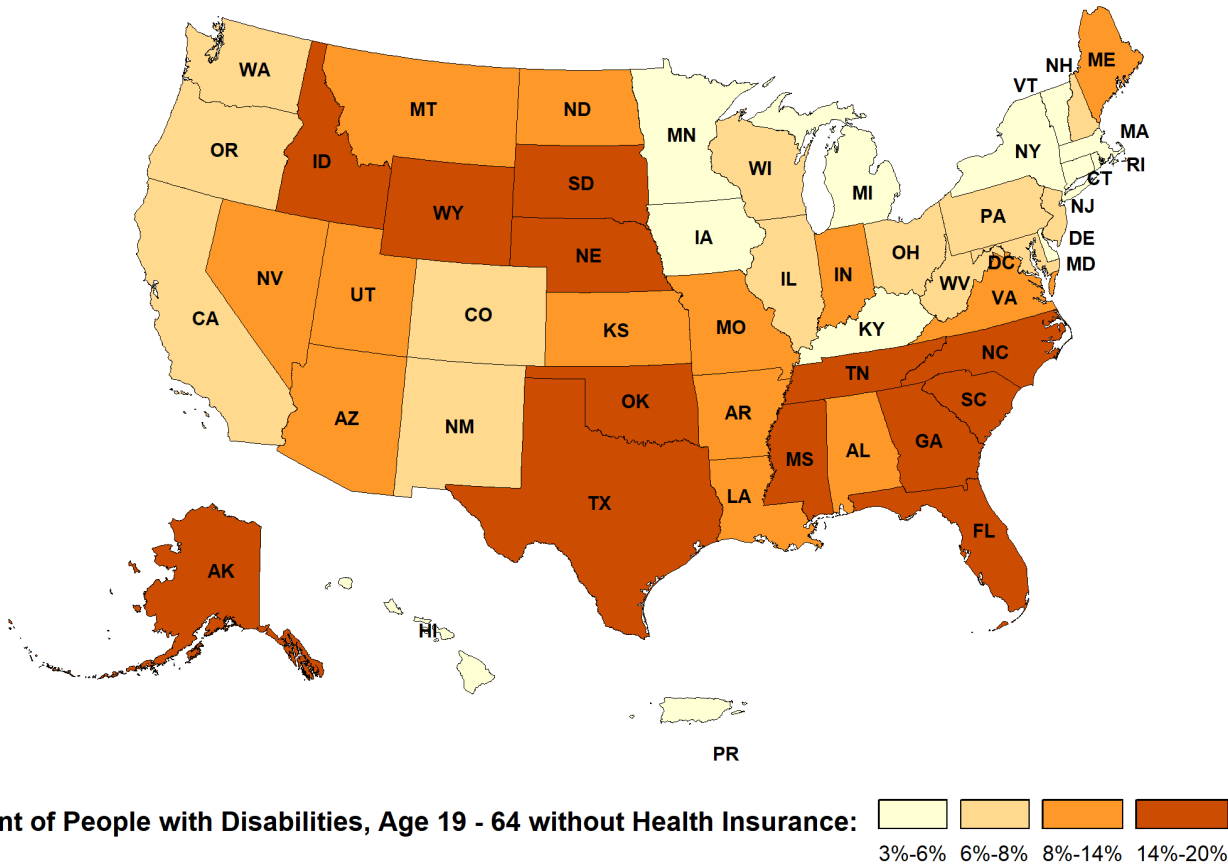 ME
NH
WA
VT
MT
ND
MN
MA
OR
NY
ID
RI
WI
SD
MI
CT
WY
NJ
PA
IA
DE
NE
OH
DC
MD
NV
IL
IN
WV
UT
VA
CO
CA
KS
MO
KY
NC
TN
SC
OK
AZ
AR
NM
GA
AL
MS
LA
TX
FL
AK
HI
PR
nt of People with Disabilities, Age 19 - 64 without Health Insurance:
3%-6% 6%-8% 8%-14% 14%-20%